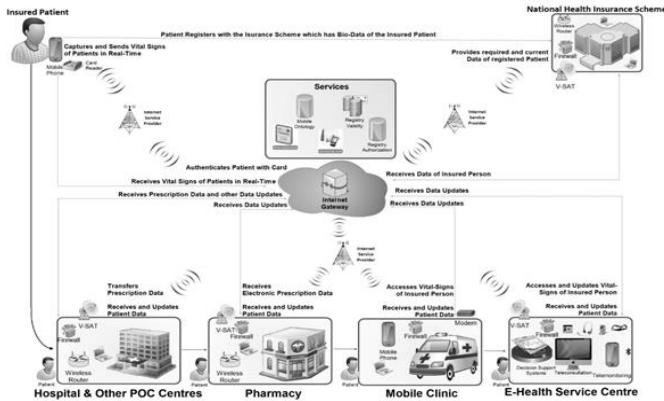 Insured Patient
National Health Insurance Scheme
Patient Registers with the Isurance Scheme which has Bio-Data of the Insured Patient
Captures and Sends Vital Signs
of Patients in Real-Time
Mobile
Phone
Card
Reader
Wireless
Router
Firewall
V-SAT
Provides required and current
Data of registered Patient
Services
Mobile
Ontology
Registry
Validity
Registry
Authorization
Internet
Service
Provider
Internet
Service
Provider
Authenticates Patient with Card
Receives Vital Signs of Patients in Real-Time
Receives Prescription Data and other Data Updates
Receives Data Updates
Internet
Gateway
Receives Data of Insured Person
Receives Data Updates
Receives Data Updates
Internet
Service
Provider
Transfers
Prescription Data
Receives and Updates
Patient Data
Receives
Electronic Prescription Data
Receives and Updates
Patient Data
Accesses Vital-Signs
of Insured Person
Receives and Updates
Patient Data
Accesses and Updates Vital-
Signs of Insured Person
Receives and Updates
Patient Data
V-SAT
Firewall
Wireless
Router
Patient
Hospital & Other POC Centres
V-SAT
Firewall
Wireless
Router
Patient
Pharmacy
Modem
Firewall
Mobile
Phone
Patient
Mobile Clinic
V-SAT
Firewall
Decision Support
Systems
Teleconsultation
Telemonitoring
Patient
E-Health Service Centre